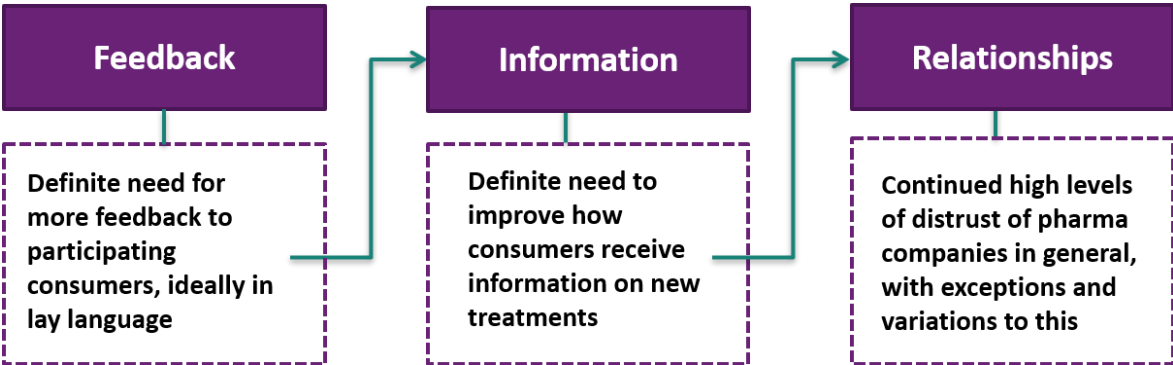 Feedback
Definite need for
more feedback to
participating
consumers, ideally in
lay language
Information
Definite need to
improve how
consumers receive
information on new
treatments
Relationships
Continued high levels
of distrust of pharma
companies in general,
with exceptions and
variations to this